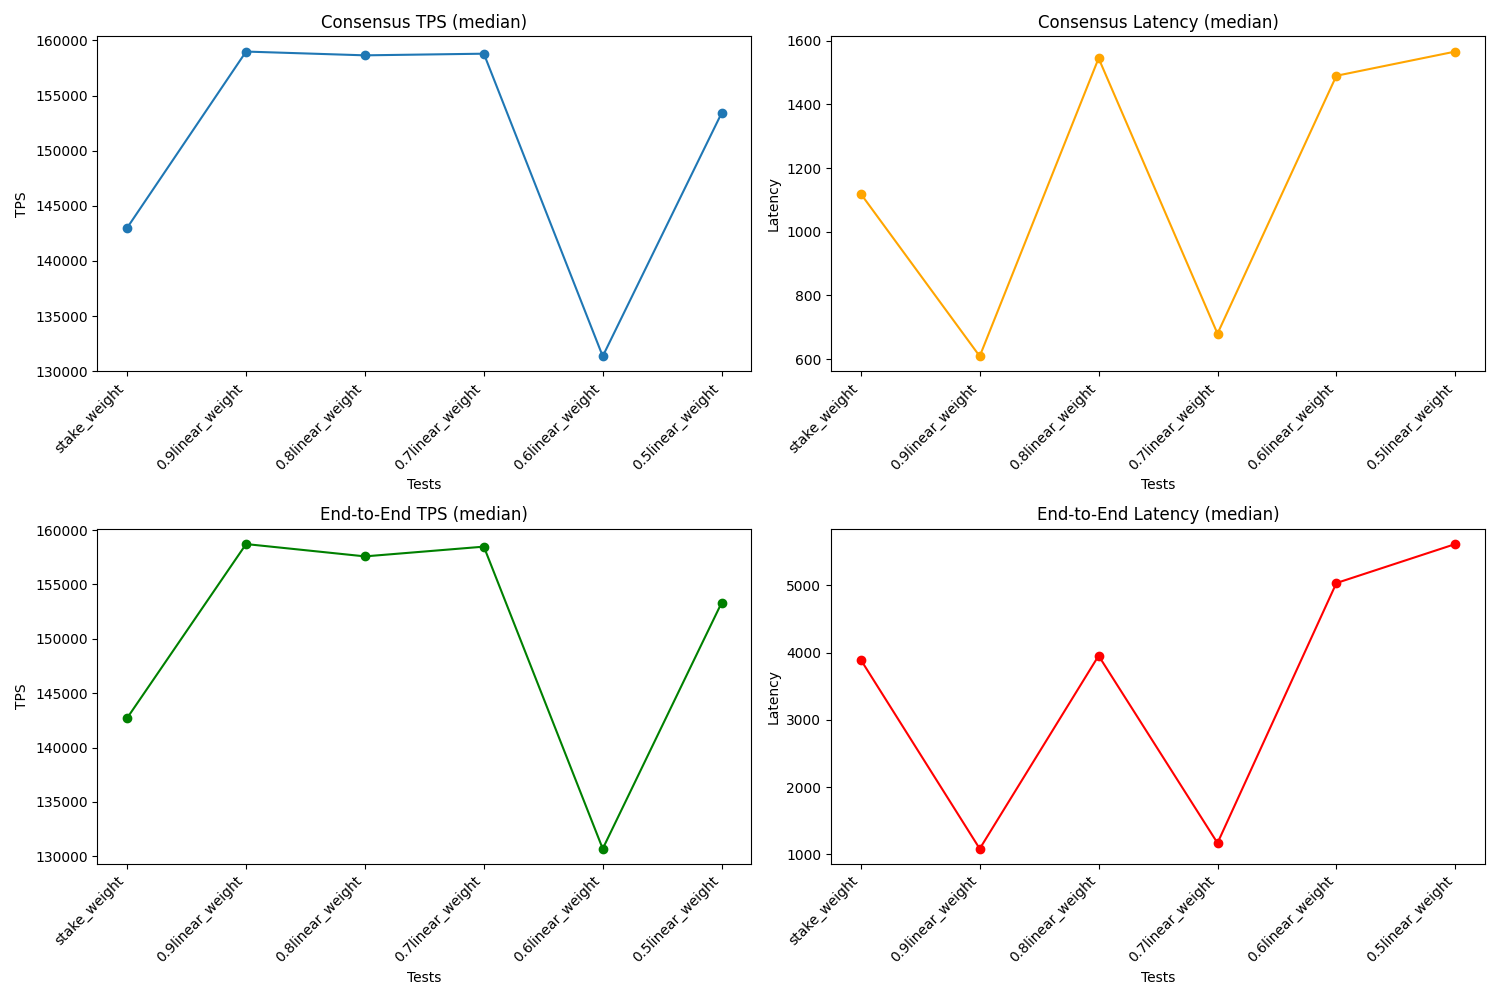 Consensus TPS (median)
160000
155000
150000
145000
140000
135000
130000
TPS
stake_weight
0.9linear_weight
0.8linear_weight
0.7linear_weight
0.6linear_weight
0.5linear_weight
Tests
Consensus Latency (median)
1600
1400
1200
1000
800
600
Latency
stake_weight
0.9linear_weight
0.8linear_weight
0.7linear_weight
0.6linear_weight
0.5linear_weight
Tests
End-to-End TPS (median)
160000
155000
150000
145000
140000
135000
130000
TPS
stake_weight
0.9linear_weight
0.8linear_weight
0.7linear_weight
0.6linear_weight
0.5linear_weight
Tests
End-to-End Latency (median)
5000
4000
3000
2000
1000
Latency
stake_weight
0.9linear_weight
0.8linear_weight
0.7linear_weight
0.6linear_weight
0.5linear_weight
Tests